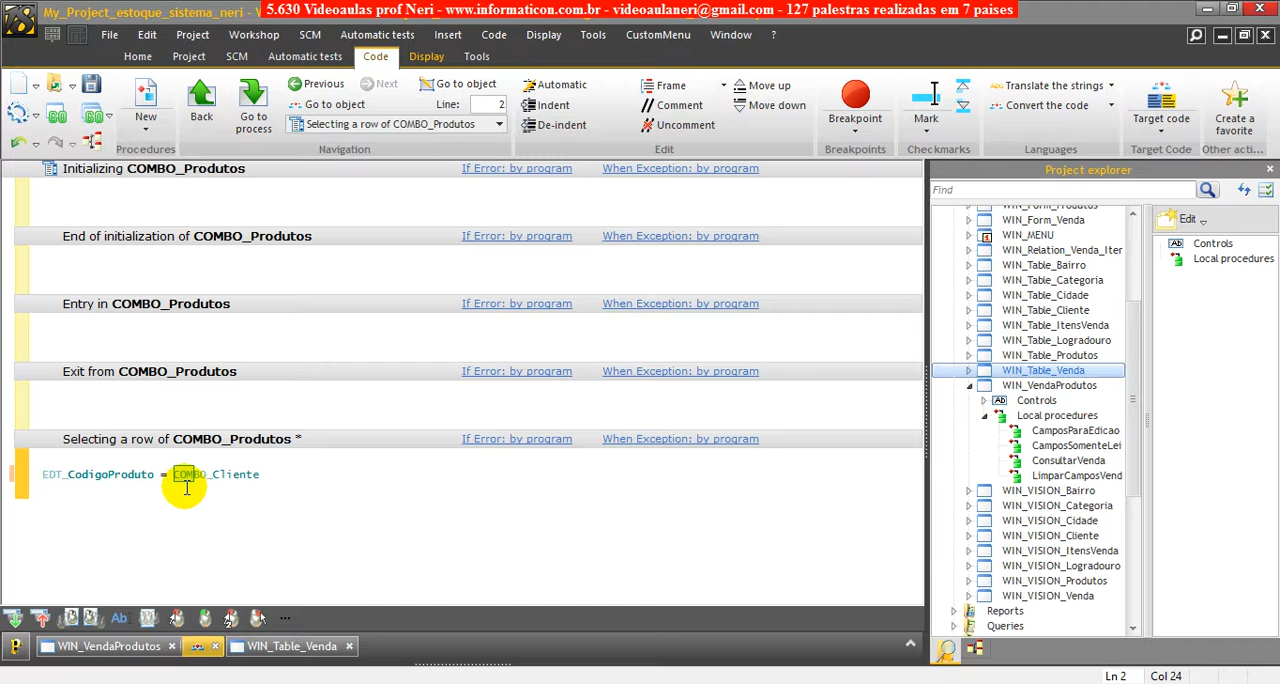 5.630 Videoaulas prof Neri - www.informaticon.com.br - videoaulaneri@gmail.com - 127 palestras realizadas em 7 paises
My_Project_estoque_sistema_neri -
File Edit Project Workshop SCM Automatic tests Insert Code Display Tools CustomMenu Window ?
Home Project SCM Automatic tests Code Display Tools
New
Procedures
Back
Go to process
Previous Next Go to object
Go to object Line: 2
Selecting a row of COMBO_Produtos
Navigation
Automatic Frame Move up
Indent Comment Move down
De-indent Uncomment
Edit
Breakpoint
Breakpoints
Mark
Checkmarks
Translate the strings
Convert the code
Languages
Target code
Target Code
Create a favorite
Other acti...
Initializing COMBO_Produtos If Error: by program When Exception: by program
End of initialization of COMBO_Produtos If Error: by program When Exception: by program
Entry in COMBO_Produtos If Error: by program When Exception: by program
Exit from COMBO_Produtos If Error: by program When Exception: by program
Selecting a row of COMBO_Produtos * If Error: by program When Exception: by program
EDT_CodigoProduto = COMBO_Cliente
Project explorer
Find
WIN_Form_Produtos
WIN_Form_Venda
WIN_MENU
WIN_Relation_Venda_Iter
WIN_Table_Bairro
WIN_Table_Categoria
WIN_Table_Cidade
WIN_Table_Cliente
WIN_Table_ItensVenda
WIN_Table_Logradouro
WIN_Table_Produtos
WIN_Table_Venda
WIN_VendaProdutos
Controls
Local procedures
CamposParaEdicao
CamposSomenteLei
ConsultarVenda
LimparCamposVend
WIN_VISION_Bairro
WIN_VISION_Categoria
WIN_VISION_Cidade
WIN_VISION_Cliente
WIN_VISION_ItensVenda
WIN_VISION_Logradouro
WIN_VISION_Produtos
WIN_VISION_Venda
Reports
Queries
Edit
Controls
Local procedures
WIN_VendaProdutos WIN_Table_Venda
Ln 2 Col 24